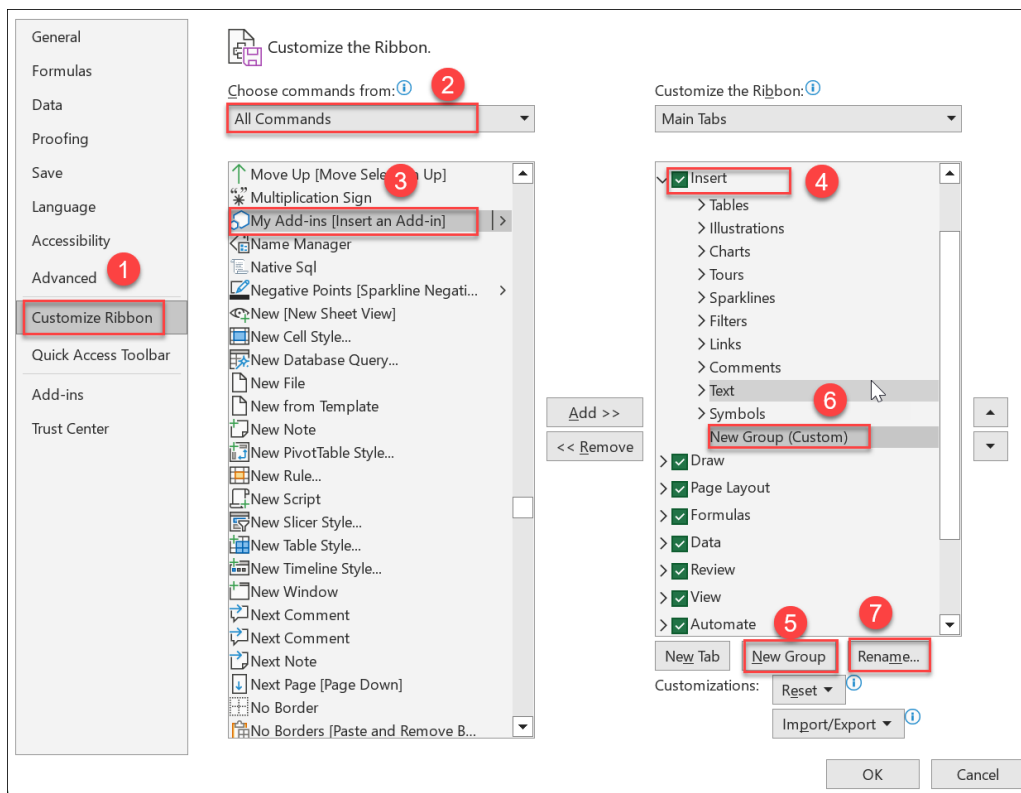 General
Formulas
Data
Proofing
Save
Language
Accessibility
Advanced
1
Customize Ribbon
Quick Access Toolbar
Add-ins
Trust Center
Customize the Ribbon.
Choose commands from:
2
All Commands
Move Up [Move Sele Up]
3
Multiplication Sign
My Add-ins [Insert an Add-in]
Name Manager
Native Sql
Negative Points [Sparkline Negati...
New [New Sheet View]
New Cell Style...
New Database Query...
New File
New from Template
New Note
New PivotTable Style...
New Rule...
New Script
New Slicer Style...
New Table Style...
New Timeline Style...
New Window
Next Comment
Next Comment
Next Note
Next Page [Page Down]
No Border
No Borders [Paste and Remove B...
Add >>
<< Remove
Customize the Ribbon:
Main Tabs
Insert
4
Tables
Illustrations
Charts
Tours
Sparklines
Filters
Links
Comments
Text
6
Symbols
New Group (Custom)
Draw
Page Layout
Formulas
Data
Review
View
Automate
5
7
New Tab
New Group
Rename...
Customizations:
Reset
Import/Export
OK
Cancel